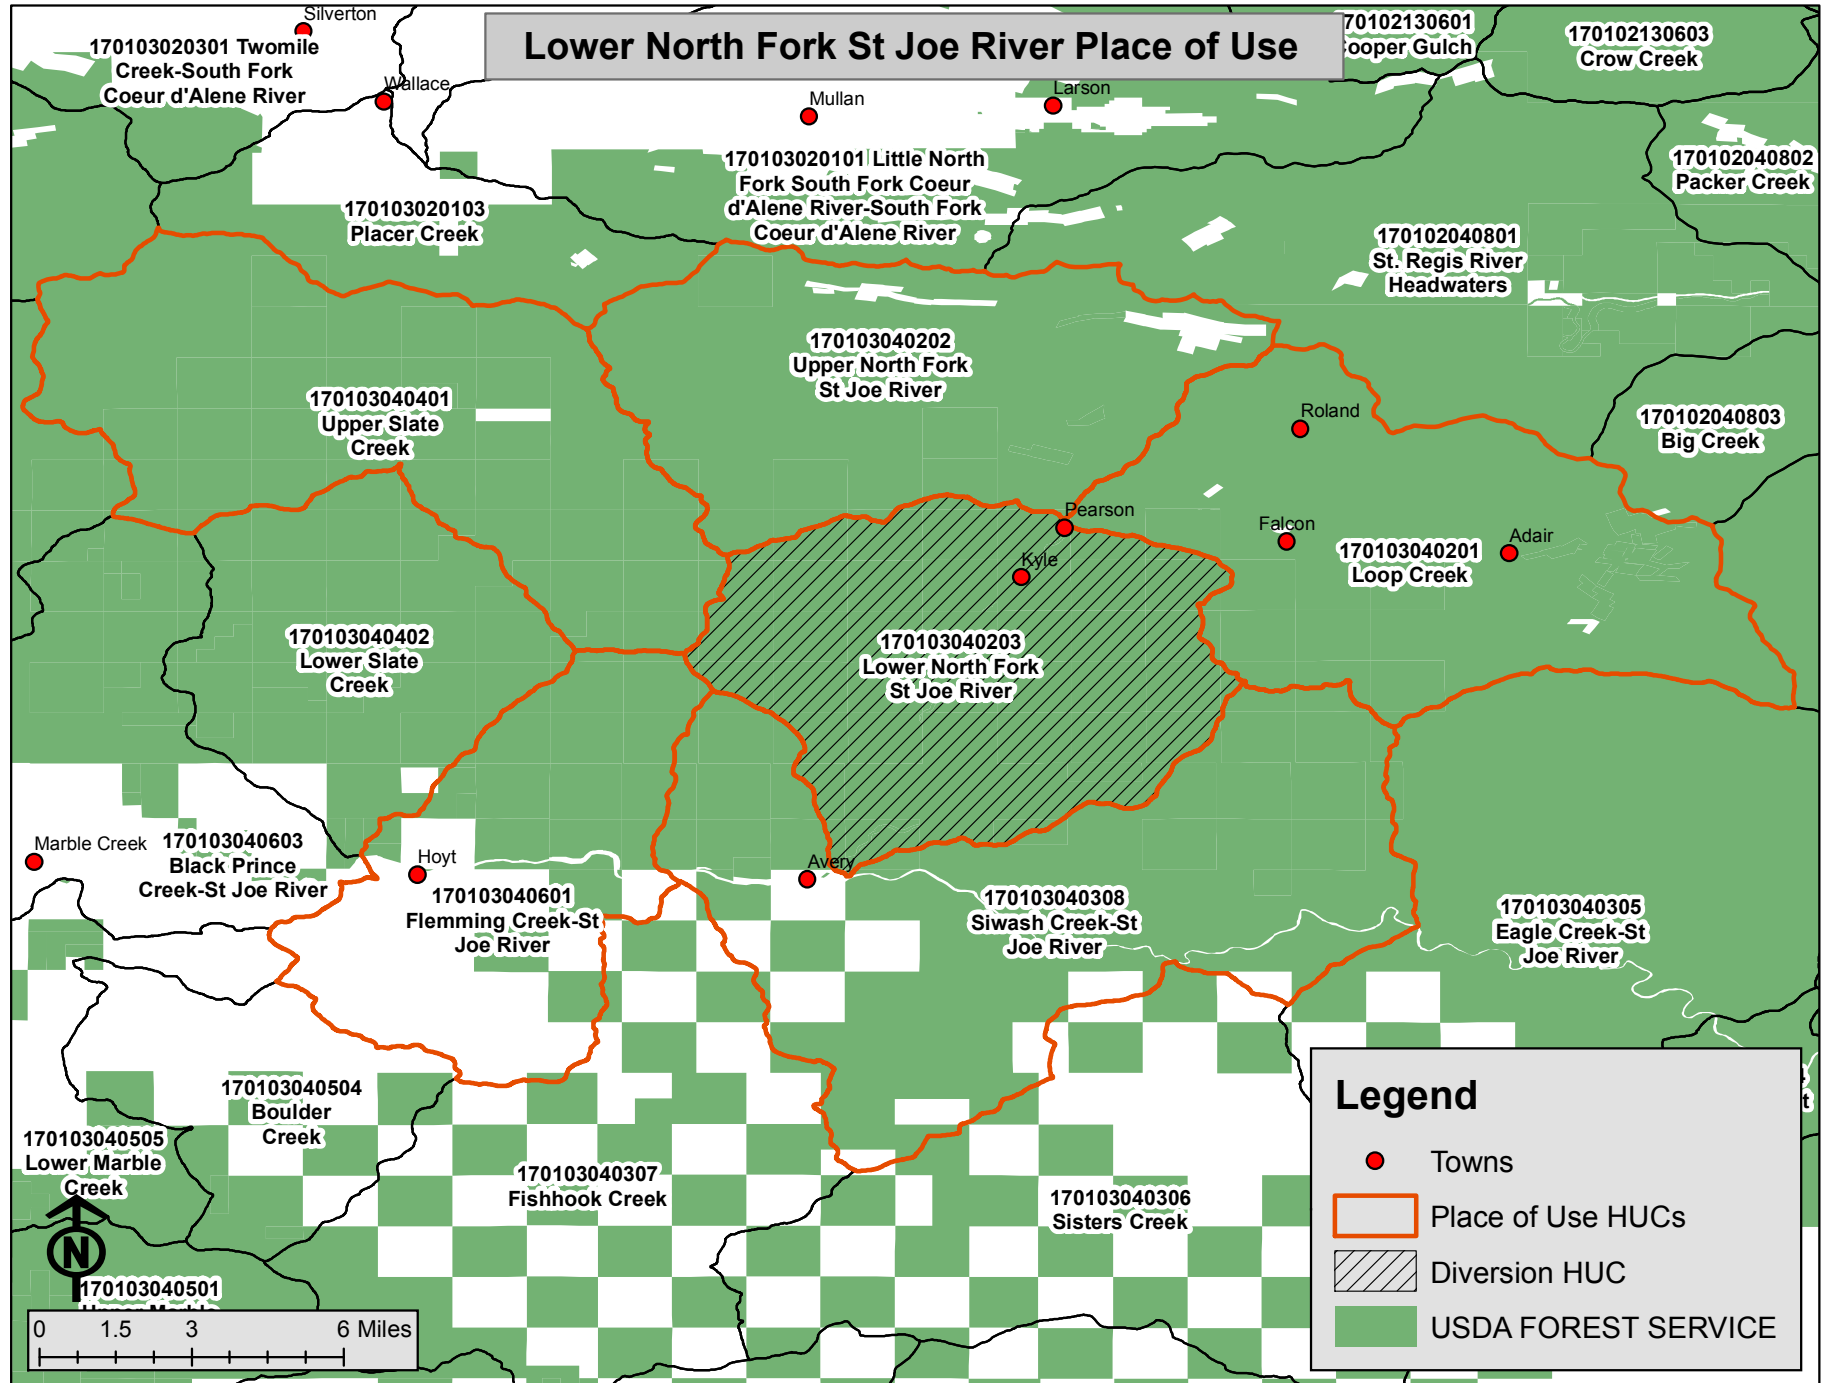 Silverton
Lower North Fork St Joe River Place of Use
170102130601
Cooper Gulch
170102130603
Crow Creek
170103020301 Twomile
Creek-South Fork
Coeur d'Alene River
Wallace
Mullan
Larson
170103020101 Little North
Fork South Fork Coeur
d'Alene River-South Fork
Coeur d'Alene River
170102040802
Packer Creek
170103020103
Placer Creek
170102040801
St. Regis River
Headwaters
170103040202
Upper North Fork
St Joe River
170103040401
Upper Slate
Creek
Roland
170102040803
Big Creek
Pearson
Falcon
Adair
Kyle
170103040201
Loop Creek
170103040402
Lower Slate
Creek
170103040203
Lower North Fork
St Joe River
Marble Creek
170103040603
Black Prince
Creek-St Joe River
Hoyt
Avery
170103040601
Flemming Creek-St
Joe River
170103040308
Siwash Creek-St
Joe River
170103040305
Eagle Creek-St
Joe River
170103040504
Boulder
Creek
170103040505
Lower Marble
Creek
170103040307
Fishhook Creek
170103040306
Sisters Creek
N
170103040501
Upper Marble
0 1.5 3 6 Miles
Legend
Towns
Place of Use HUCs
Diversion HUC
USDA FOREST SERVICE